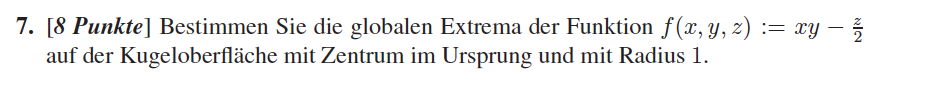 7. [8 Punkte] Bestimmen Sie die globalen Extrema der Funktion f(x, y, z) := xy − z/2
auf der Kugeloberfläche mit Zentrum im Ursprung und mit Radius 1.